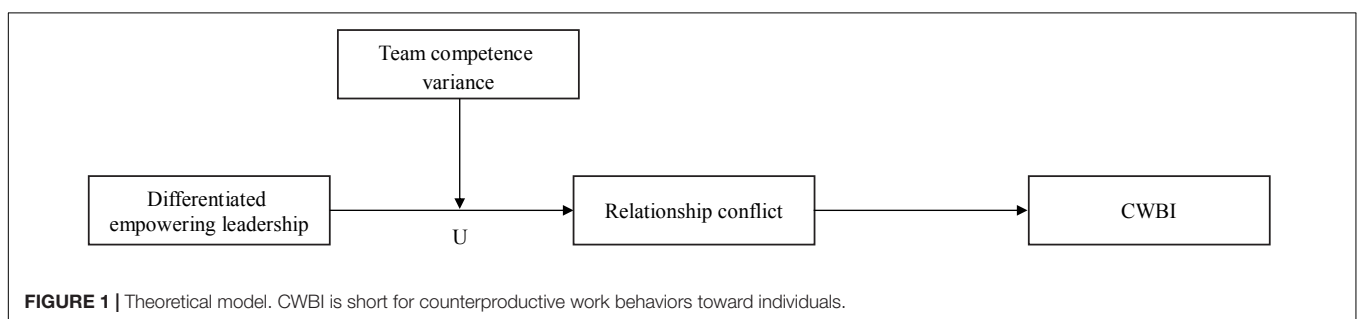 Team competence
variance
Differentiated
empowering leadership
U
Relationship conflict
CWBI
FIGURE 1 | Theoretical model. CWBI is short for counterproductive work behaviors toward individuals.